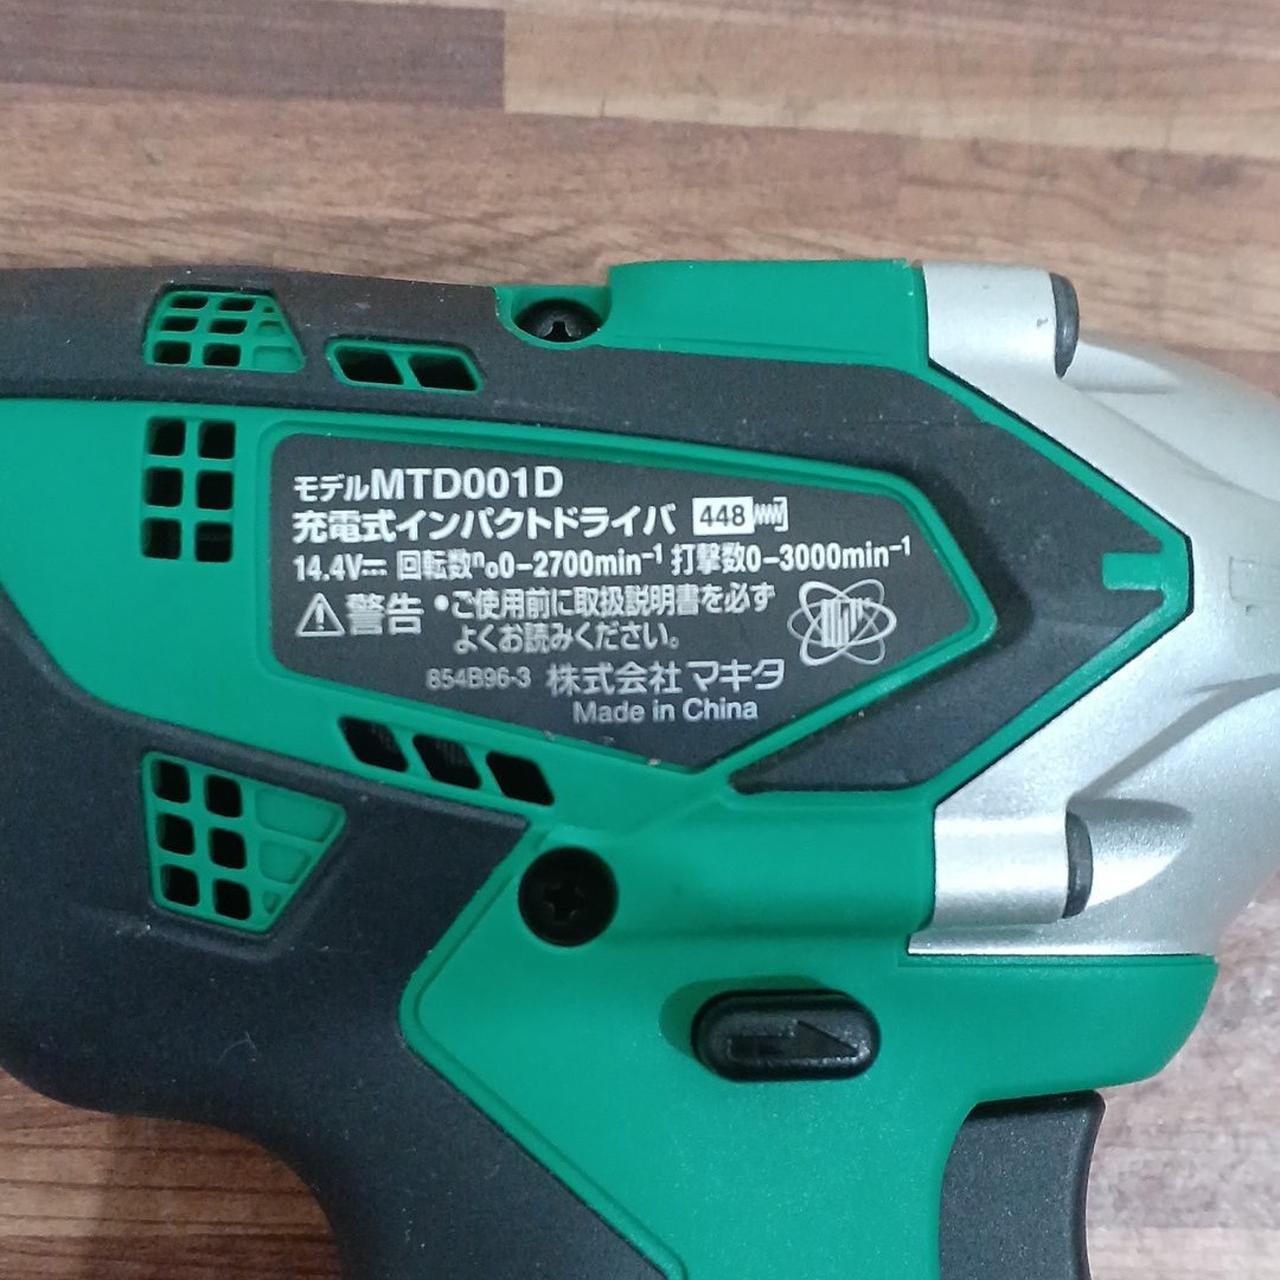 モデルMTD001D
充電式インパクトドライバ 448
14.4V⎓ 回転数n₀0-2700min⁻¹ 打撃数0-3000min⁻¹
⚠警告 •ご使用前に取扱説明書を必ず
よくお読みください。
854B96-3 株式会社マキタ
Made in China